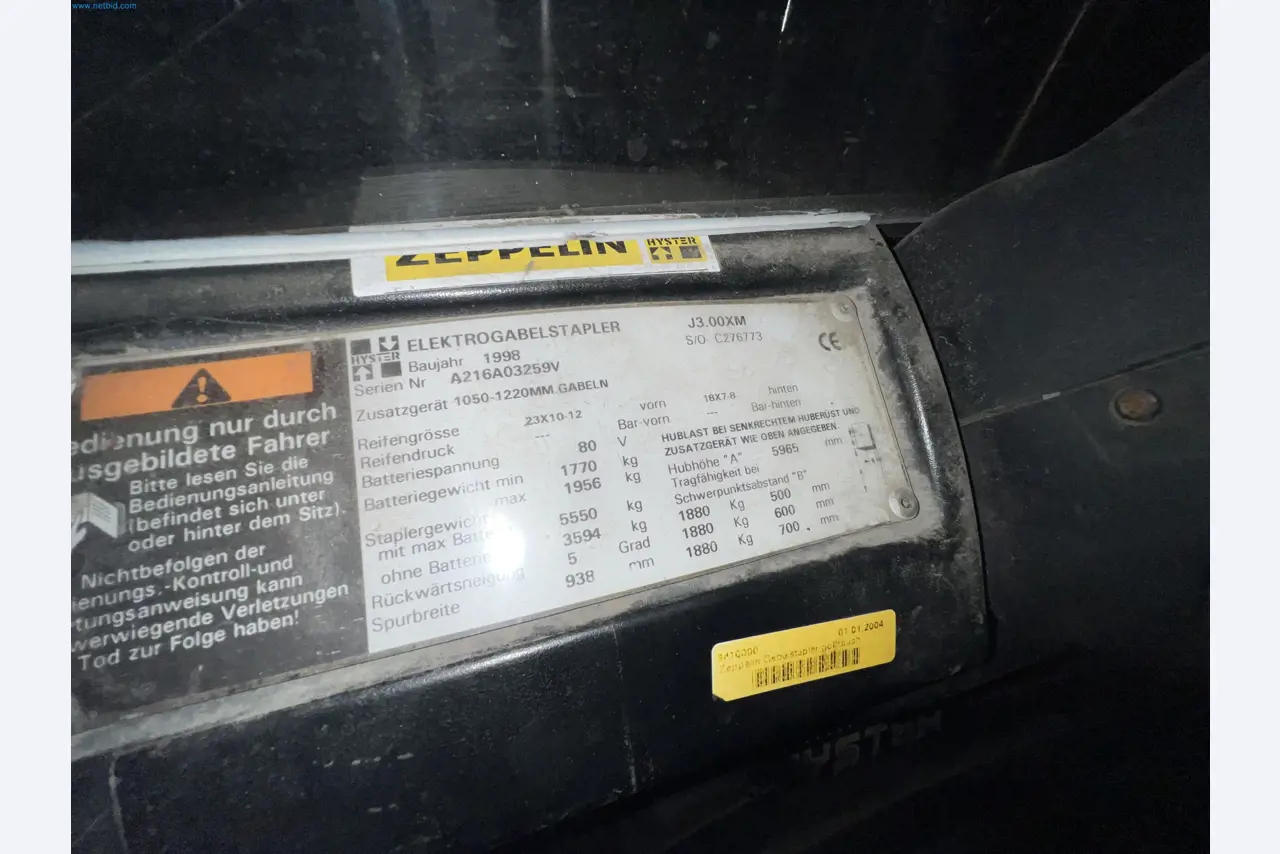 www.netbid.com
ZEPPELIN HYSTER
HYSTER
ELEKTROGABELSTAPLER J3.00XM
Baujahr 1998 S/O C276773 CE
Serien Nr A216A03259V
Zusatzgerät 1050-1220MM.GABELN
Reifengrösse 23X10-12 vorn 18X7-8 hinten
Reifendruck --- Bar-vorn --- Bar-hinten
Batteriespannung 80 V
Batteriegewicht min 1770 kg
max 1956 kg
Staplergewicht
mit max 5550 kg
ohne Batterie 3594 kg
Rückwärtsneigung 5 Grad
Spurbreite 938 mm
HUBLAST BEI SENKRECHTEM HUBERÜST UND
ZUSATZGERÄT WIE OBEN ANGEGEBEN.
Hubhöhe "A" 5965 mm
Tragfähigkeit bei
Schwerpunktsabstand "B"
1880 Kg 500 mm
1880 Kg 600 mm
1880 Kg 700 mm
edienung nur durch
usgebildete Fahrer
Bitte lesen Sie die
Bedienungsanleitung
(befindet sich unter
oder hinter dem Sitz).
Nichtbefolgen der
ienungs.-Kontroll-und
tungsanweisung kann
werwiegende Verletzungen
Tod zur Folge haben!
01.01.2004
Zeppelin Gabelstapler
HYSTER